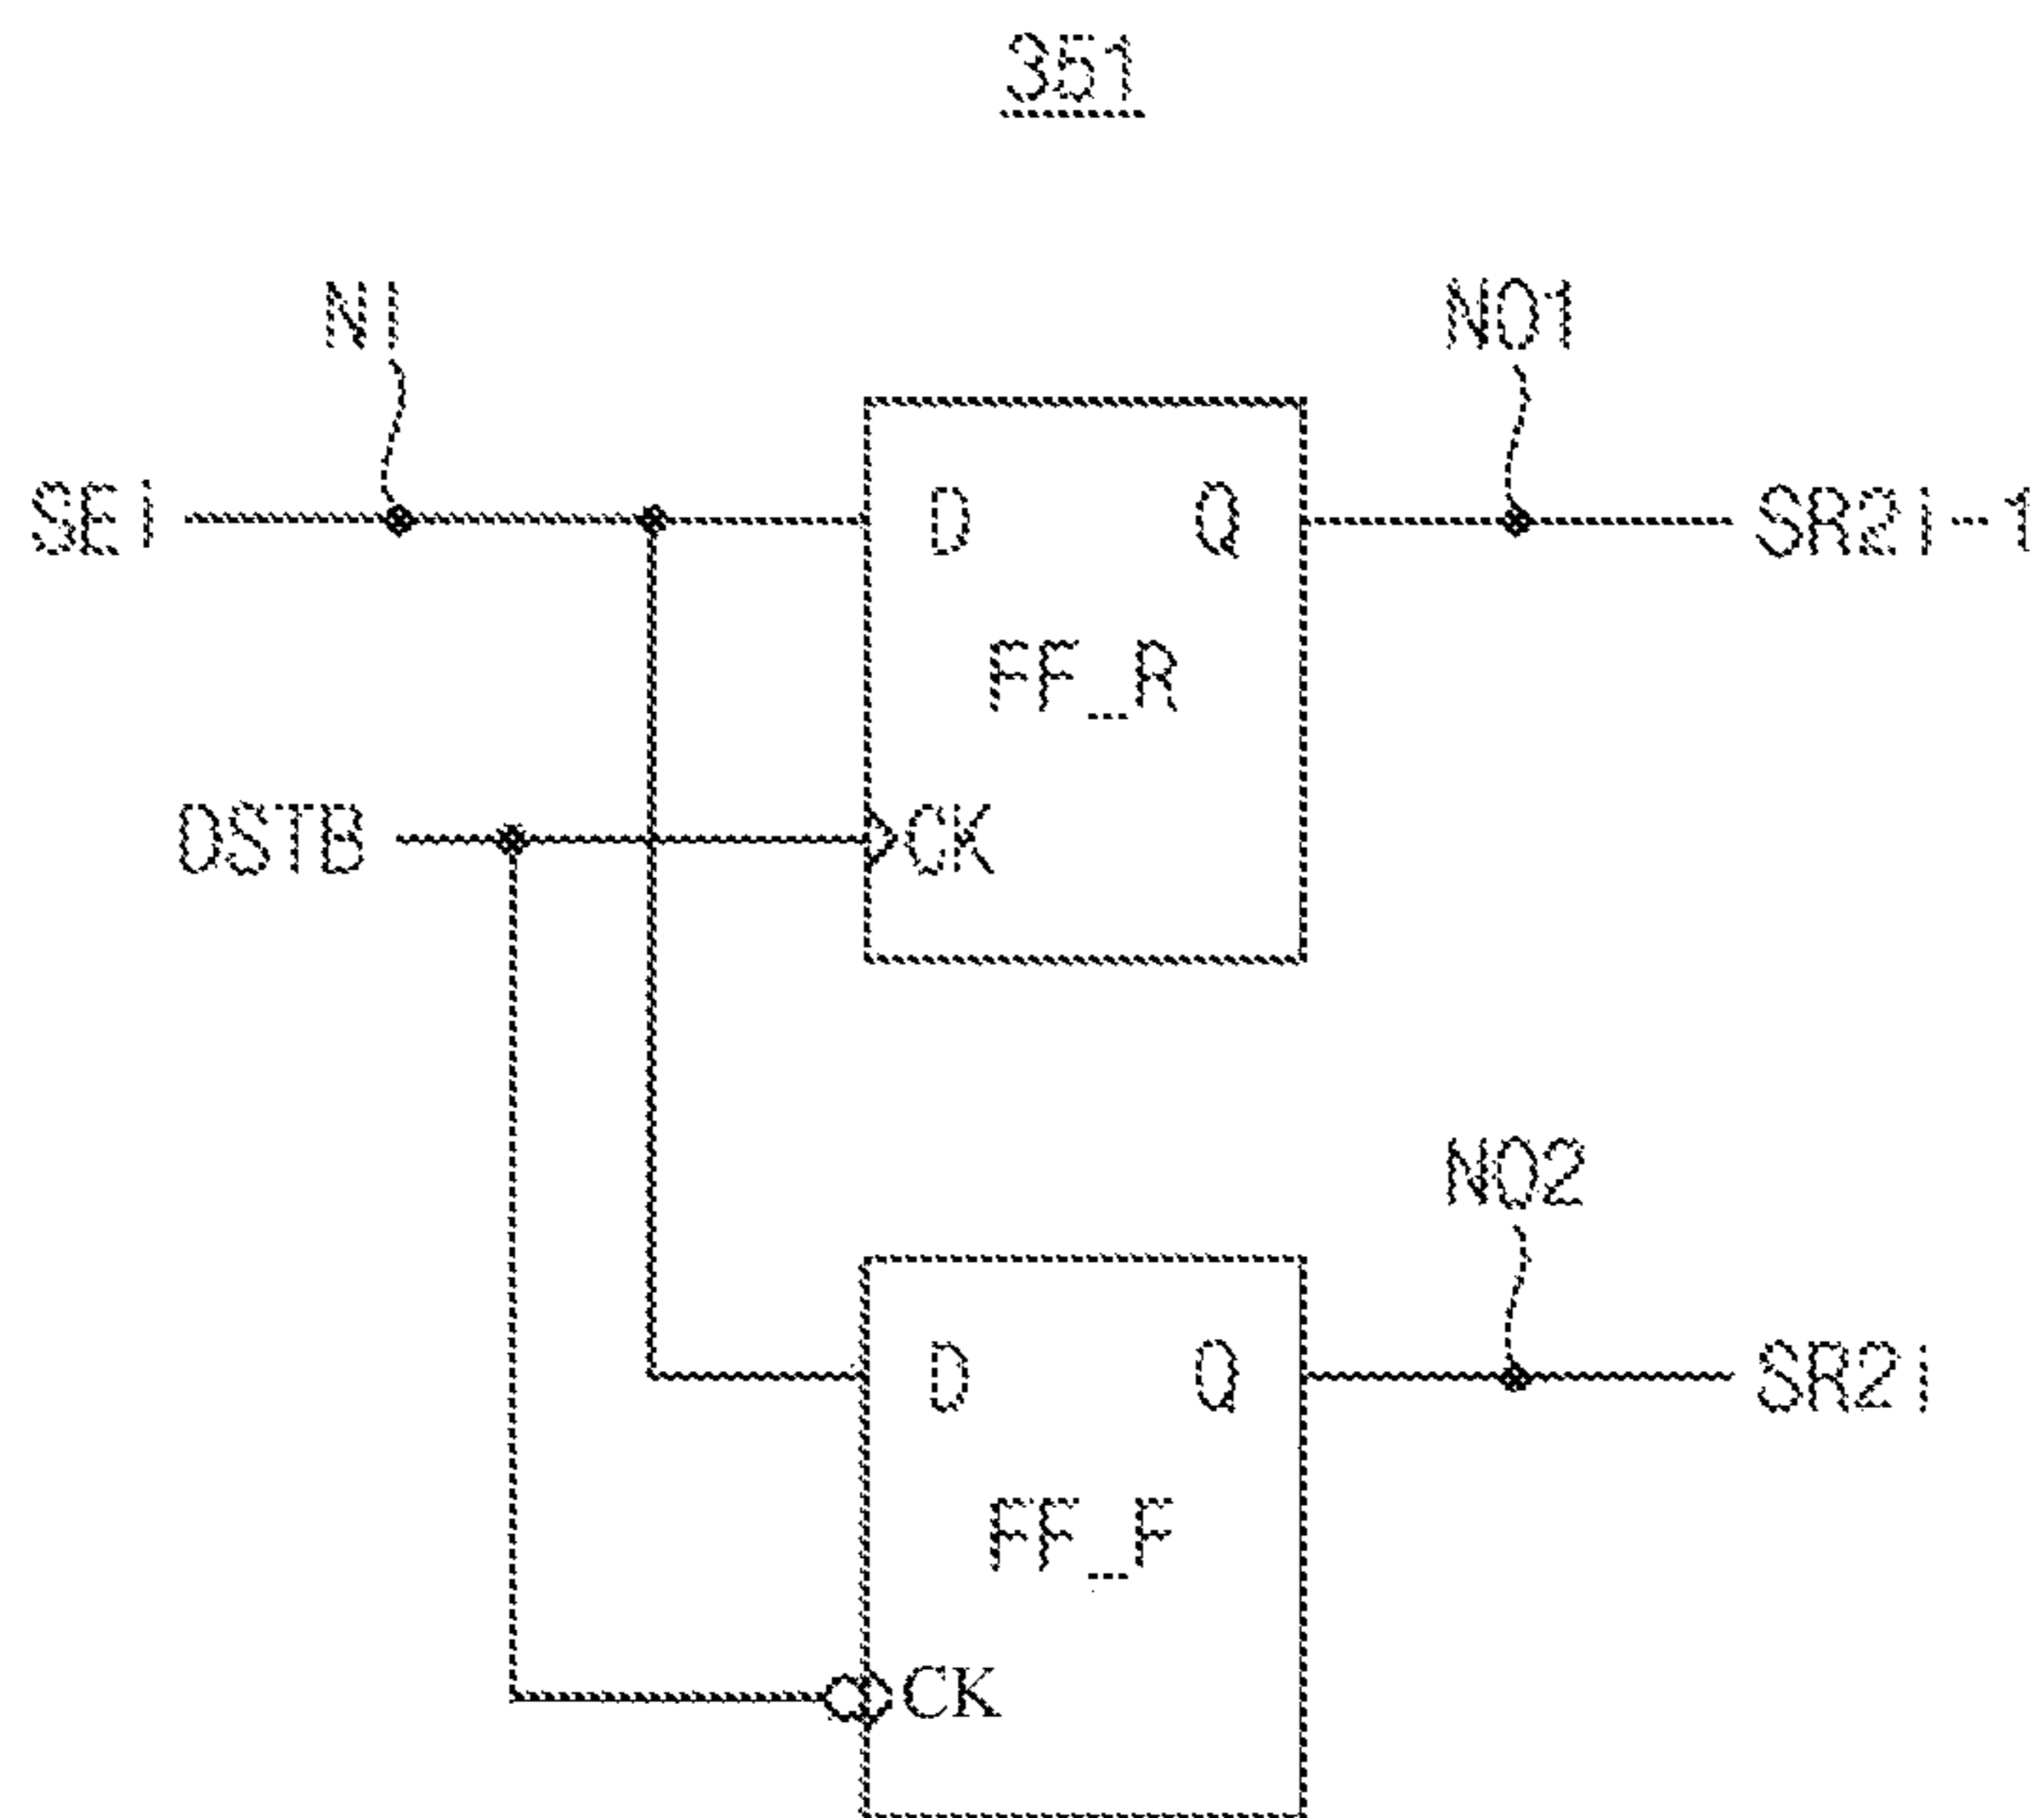 351
NI
NO1
SEI
D
Q
SR2I-1
FF_R
DSTB
CK
NO2
D
Q
SR2I
FF_F
CK